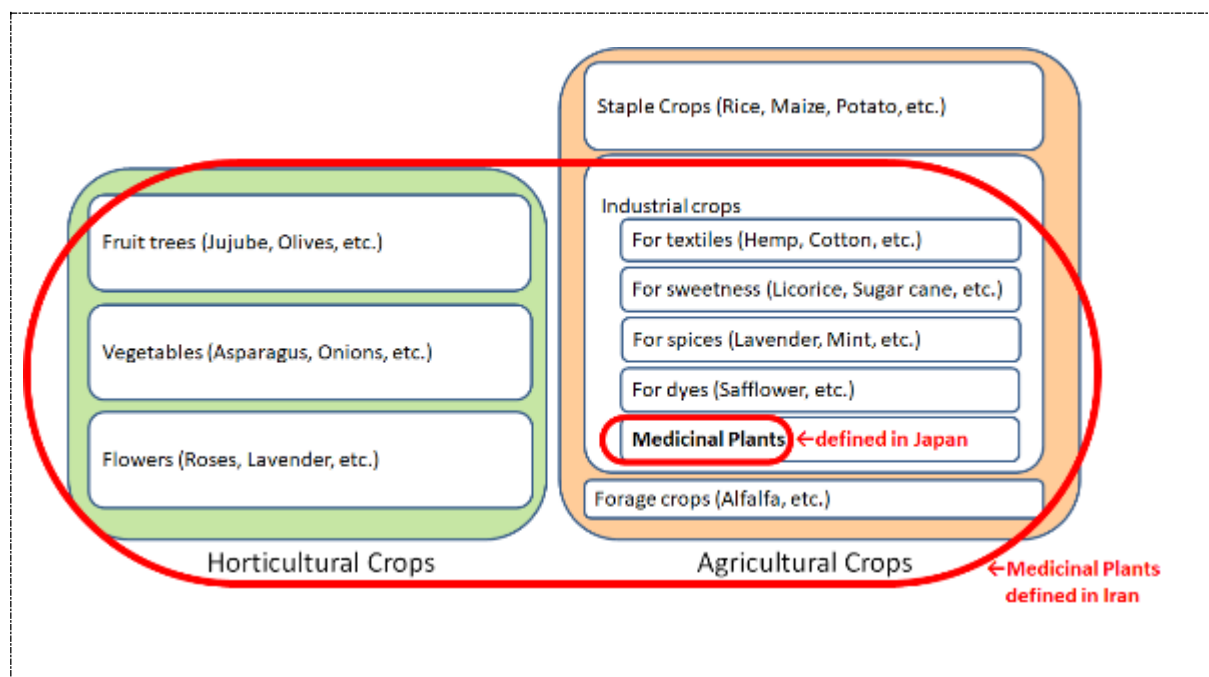 Staple Crops (Rice, Maize, Potato, etc.)
Industrial crops
Fruit trees (Jujube, Olives, etc.)
For textiles (Hemp, Cotton, etc.)
For sweetness (Licorice, Sugar cane, etc.)
For spices (Lavender, Mint, etc.)
Vegetables (Asparagus, Onions, etc.)
For dyes (Safflower, etc.)
Medicinal Plants ←defined in Japan
Flowers (Roses, Lavender, etc.)
Forage crops (Alfalfa, etc.)
Horticultural Crops
Agricultural Crops
←Medicinal Plants
defined in Iran